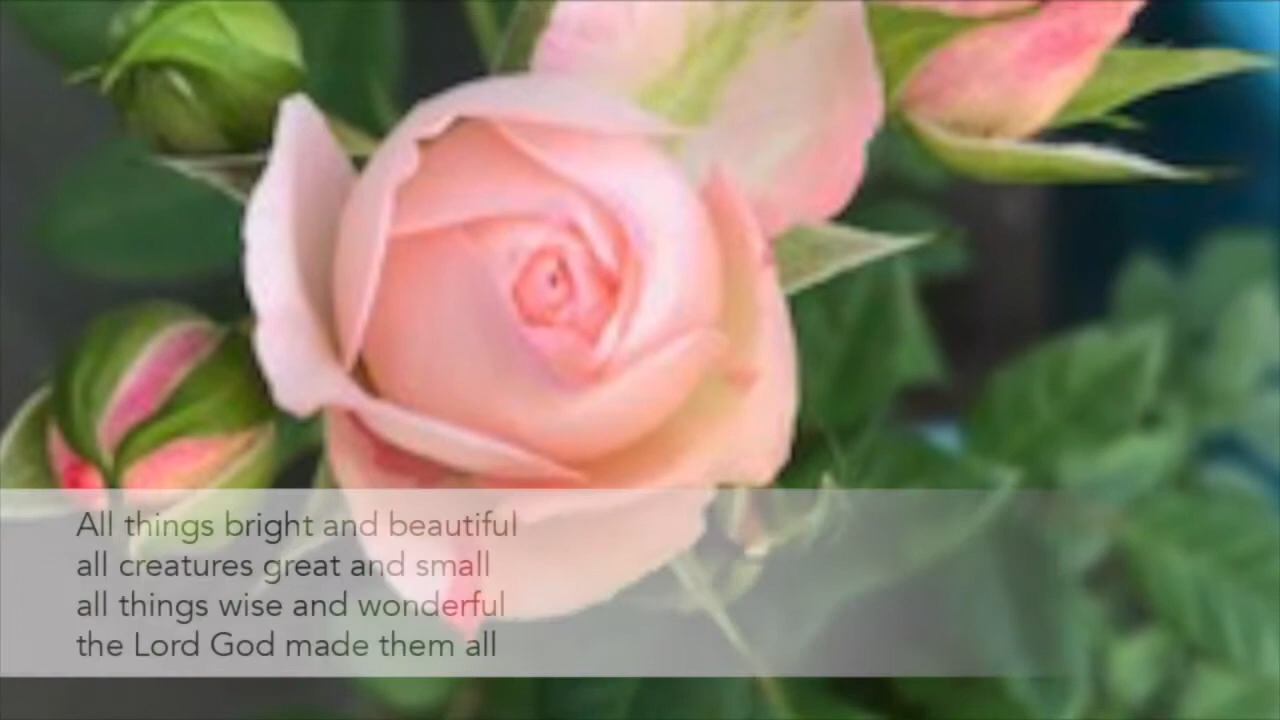 All things bright and beautiful
all creatures great and small
all things wise and wonderful
the Lord God made them all